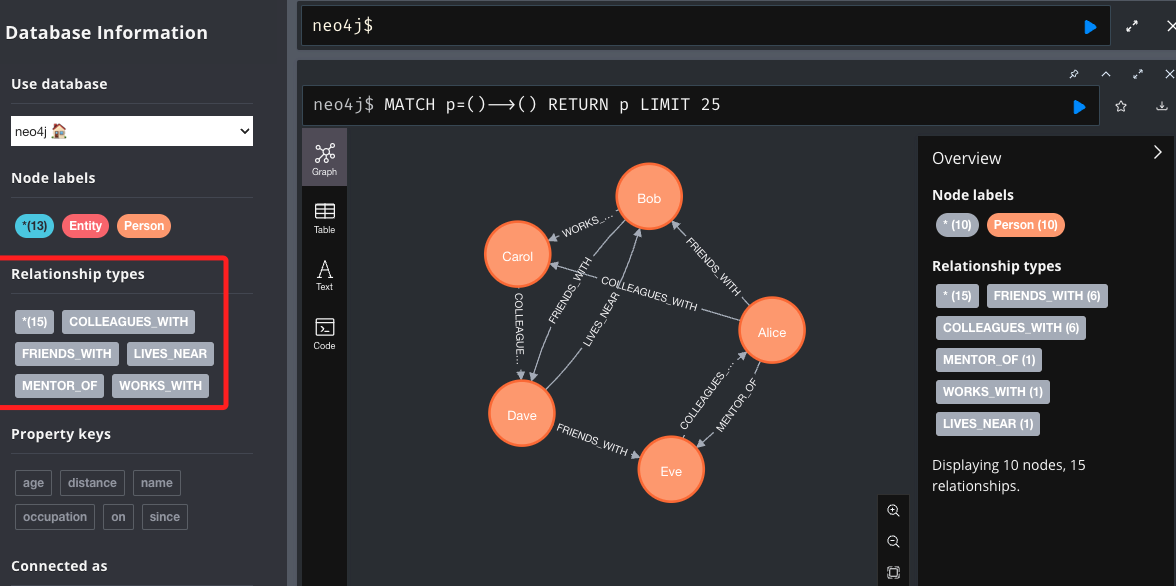 Database Information
Use database
neo4j
Node labels
*(13) Entity Person
Relationship types
*(15) COLLEAGUES_WITH
FRIENDS_WITH LIVES_NEAR
MENTOR_OF WORKS_WITH
Property keys
age distance name
occupation on since
Connected as
neo4j$
neo4j$ MATCH p=()-->() RETURN p LIMIT 25
Graph
Table
Text
Code
Bob
Carol
Alice
Dave
Eve
WORKS_...
FRIENDS_WITH
COLLEAGUES_WITH
FRIENDS_WITH
LIVES_NEAR
COLLEAGUE...
COLLEAGUES_...
MENTOR_OF
FRIENDS_WITH
Overview
Node labels
* (10) Person (10)
Relationship types
* (15) FRIENDS_WITH (6)
COLLEAGUES_WITH (6)
MENTOR_OF (1)
WORKS_WITH (1)
LIVES_NEAR (1)
Displaying 10 nodes, 15
relationships.